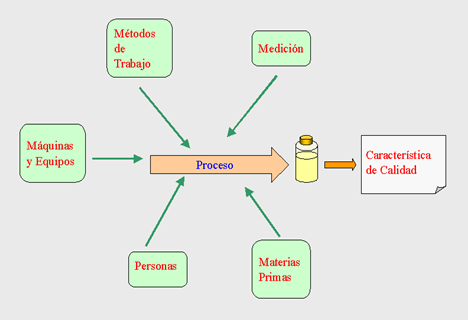 Métodos
de
Trabajo
Medición
Máquinas
y Equipos
Proceso
Característica
de Calidad
Personas
Materias
Primas